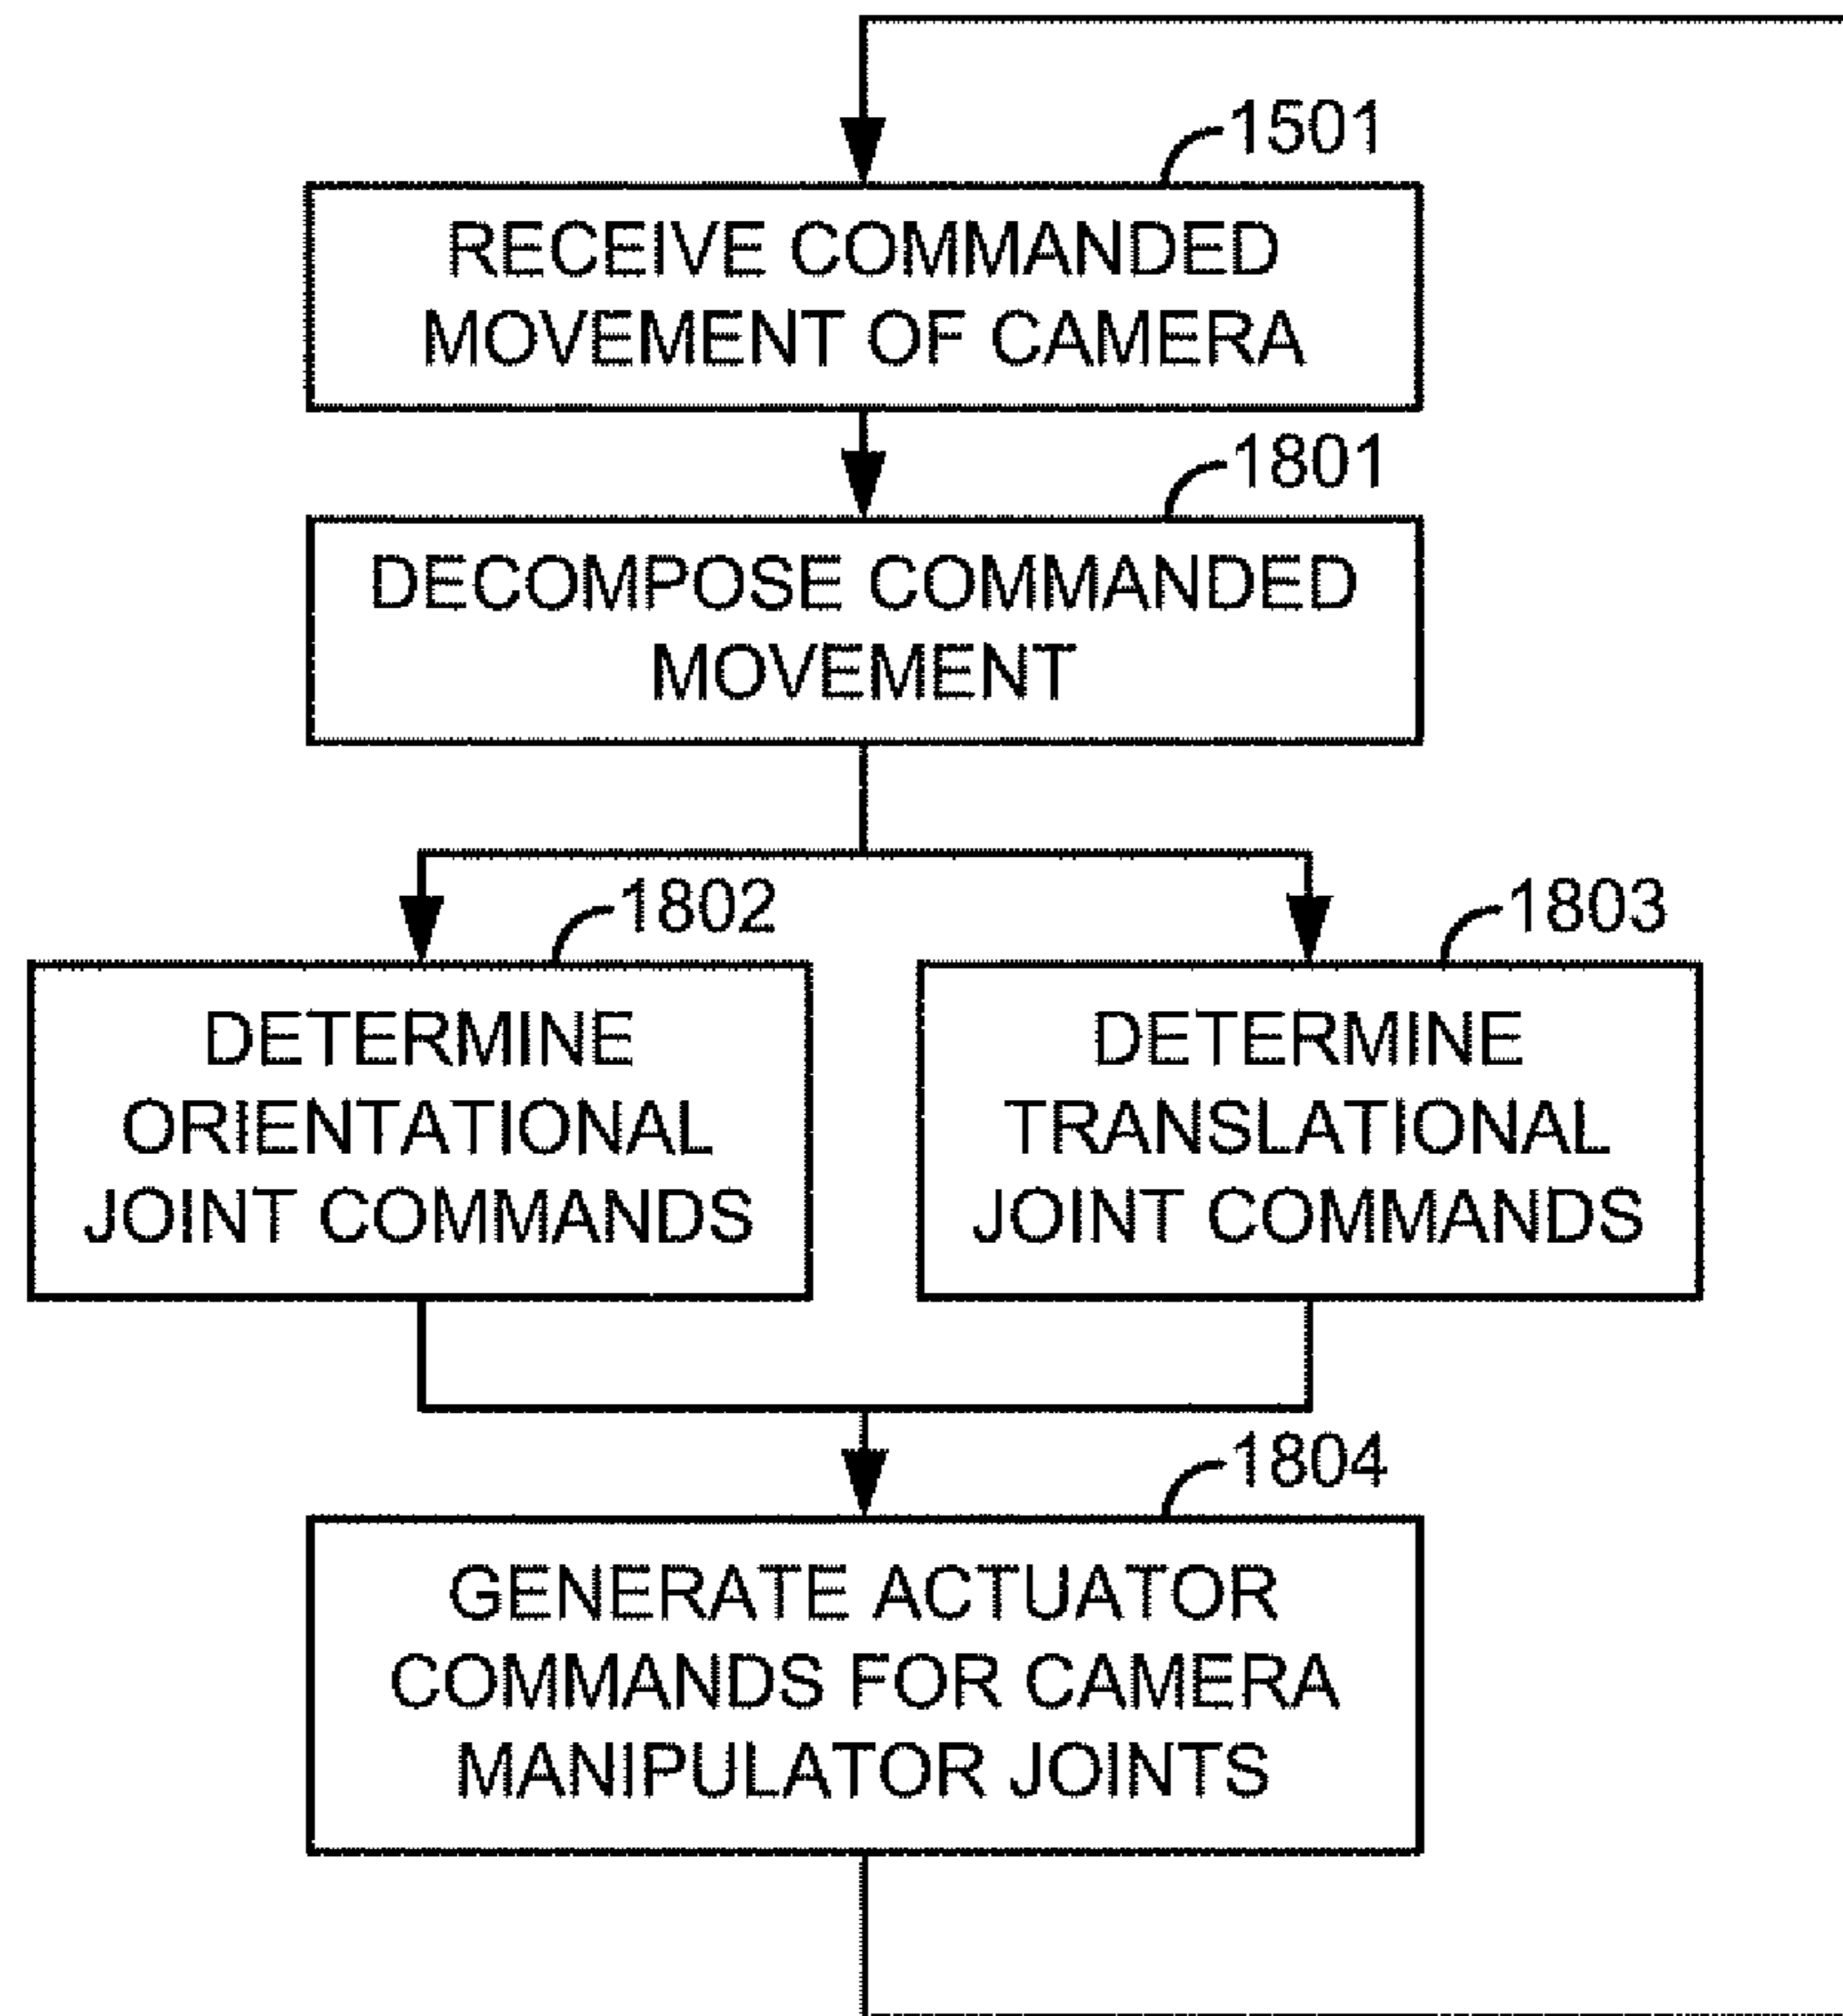 1501
RECEIVE COMMANDED
MOVEMENT OF CAMERA
1801
DECOMPOSE COMMANDED
MOVEMENT
1802
DETERMINE
ORIENTATIONAL
JOINT COMMANDS
1803
DETERMINE
TRANSLATIONAL
JOINT COMMANDS
1804
GENERATE ACTUATOR
COMMANDS FOR CAMERA
MANIPULATOR JOINTS